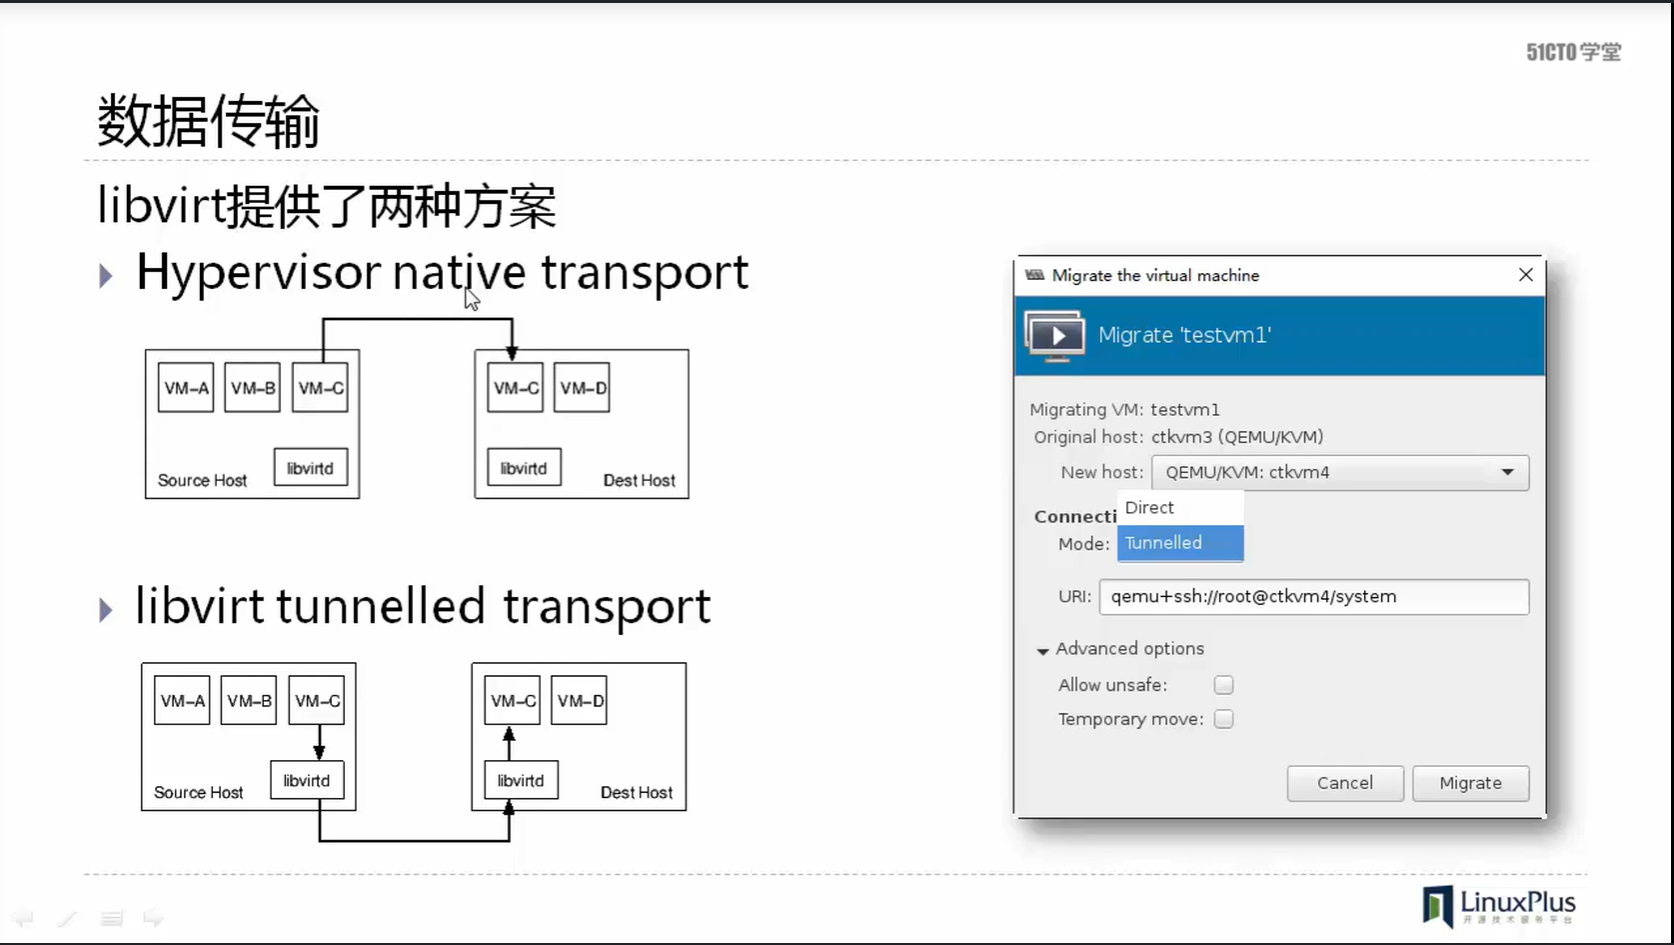 51CTO学堂
数据传输
libvirt提供了两种方案
Hypervisor native transport
VM-A VM-B VM-C
libvirtd
Source Host
VM-C VM-D
libvirtd
Dest Host
libvirt tunnelled transport
VM-A VM-B VM-C
libvirtd
Source Host
VM-C VM-D
libvirtd
Dest Host
Migrate the virtual machine
Migrate 'testvm1'
Migrating VM: testvm1
Original host: ctkvm3 (QEMU/KVM)
New host: QEMU/KVM: ctkvm4
Connecti
Direct
Mode: Tunnelled
URI: qemu+ssh://root@ctkvm4/system
Advanced options
Allow unsafe:
Temporary move:
Cancel Migrate
LinuxPlus
开源技术服务平台